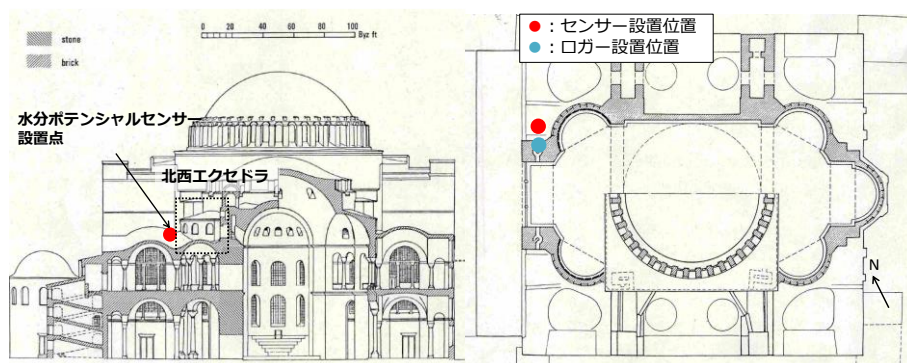 stone
brick
0 20 40 60 80 100
Byz ft
水分ポテンシャルセンサー
設置点
北西エクセドラ
：センサー設置位置
：ロガー設置位置
N